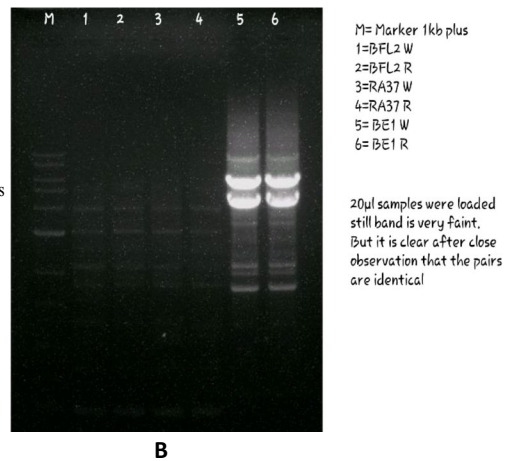 M 1 2 3 4 5 6
M= Marker 1kb plus
1=BFL2 W
2=BFL2 R
3=RA37 W
4=RA37 R
5= BE1 W
6= BE1 R
s
20µl samples were loaded
still band is very faint.
But it is clear after close
observation that the pairs
are identical
B